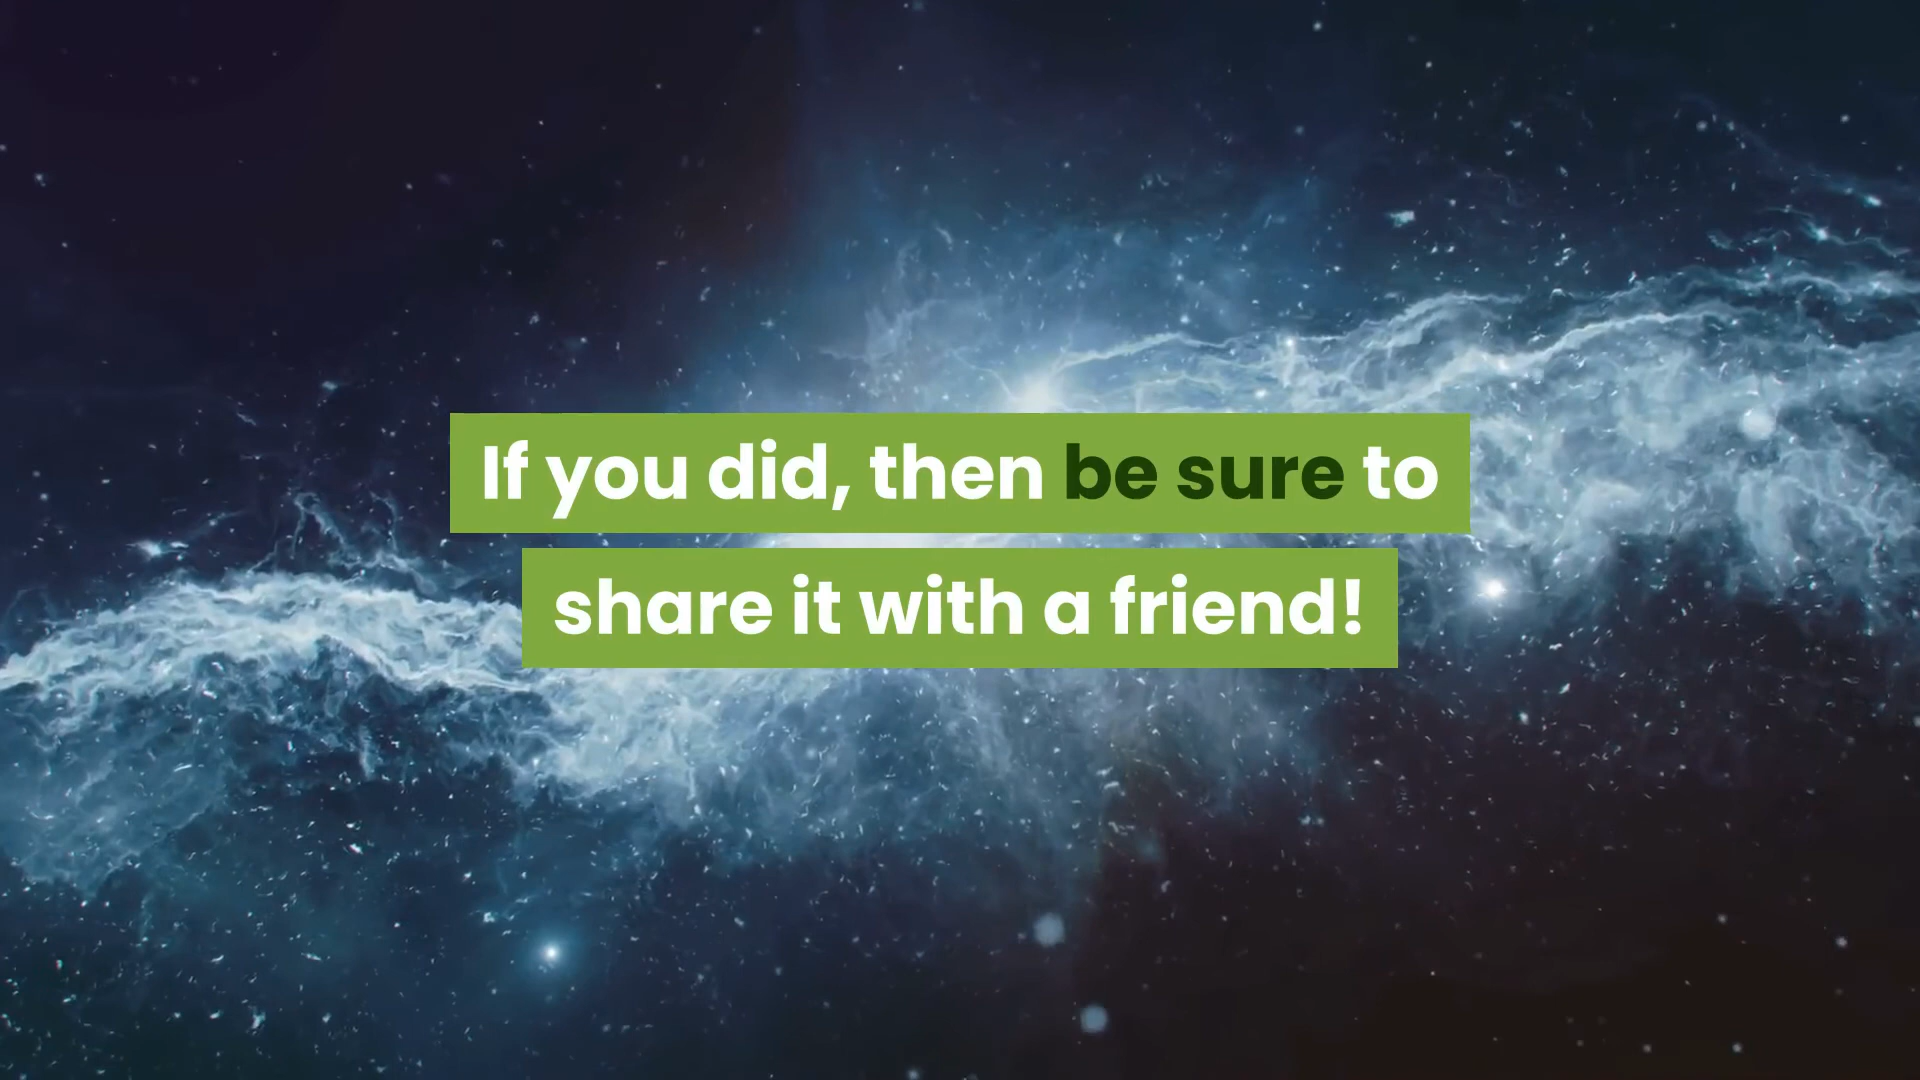 If you did, then be sure to
share it with a friend!